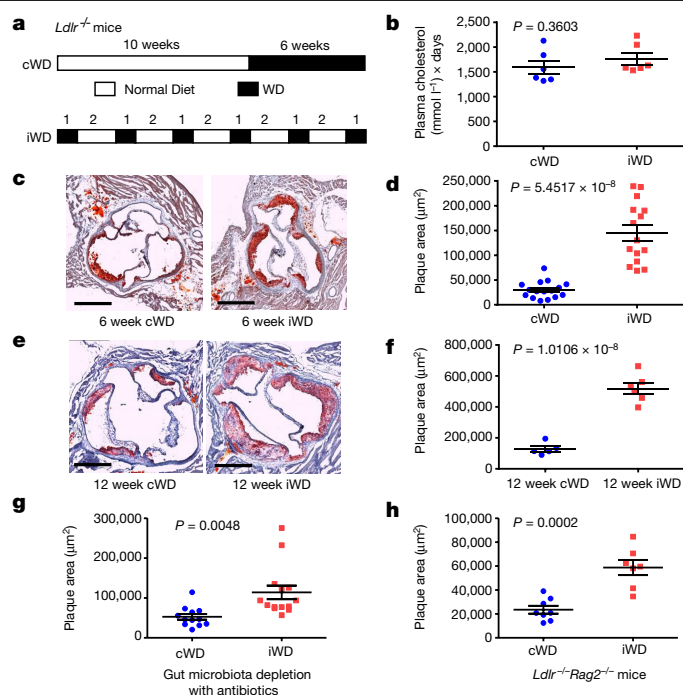 a
Ldlr⁻/⁻ mice
10 weeks
6 weeks
cWD
Normal Diet
WD
1 2 1 2 1 2 1 2 1 2 1
iWD
b
Plasma cholesterol
(mmol l⁻¹) × days
2,500
2,000
1,500
1,000
500
0
P = 0.3603
cWD
iWD
c
6 week cWD
6 week iWD
d
Plaque area (µm²)
250,000
200,000
150,000
100,000
50,000
0
P = 5.4517 × 10⁻⁸
cWD
iWD
e
12 week cWD
12 week iWD
f
Plaque area (µm²)
800,000
600,000
400,000
200,000
0
P = 1.0106 × 10⁻⁸
12 week cWD
12 week iWD
g
Plaque area (µm²)
300,000
200,000
100,000
0
P = 0.0048
cWD
iWD
Gut microbiota depletion
with antibiotics
h
Plaque area (µm²)
100,000
80,000
60,000
40,000
20,000
0
P = 0.0002
cWD
iWD
Ldlr⁻/⁻Rag2⁻/⁻ mice